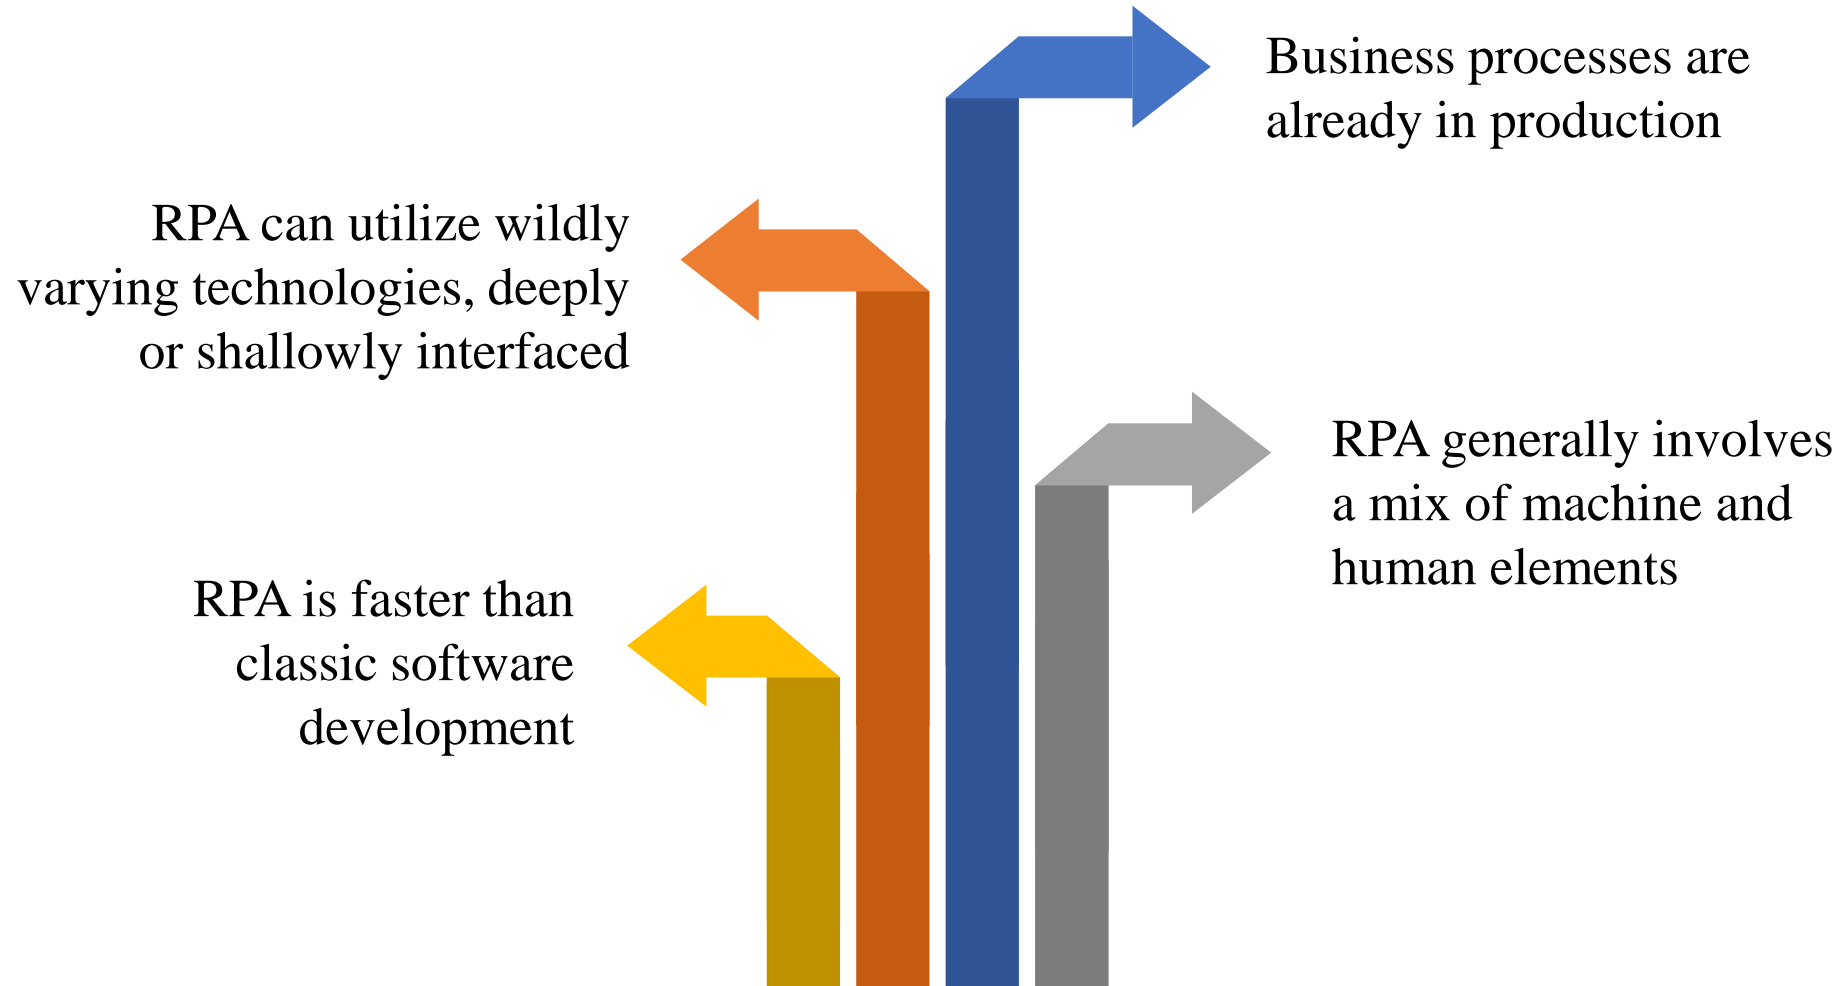 Business processes are
already in production
RPA can utilize wildly
varying technologies, deeply
or shallowly interfaced
RPA generally involves
a mix of machine and
human elements
RPA is faster than
classic software
development